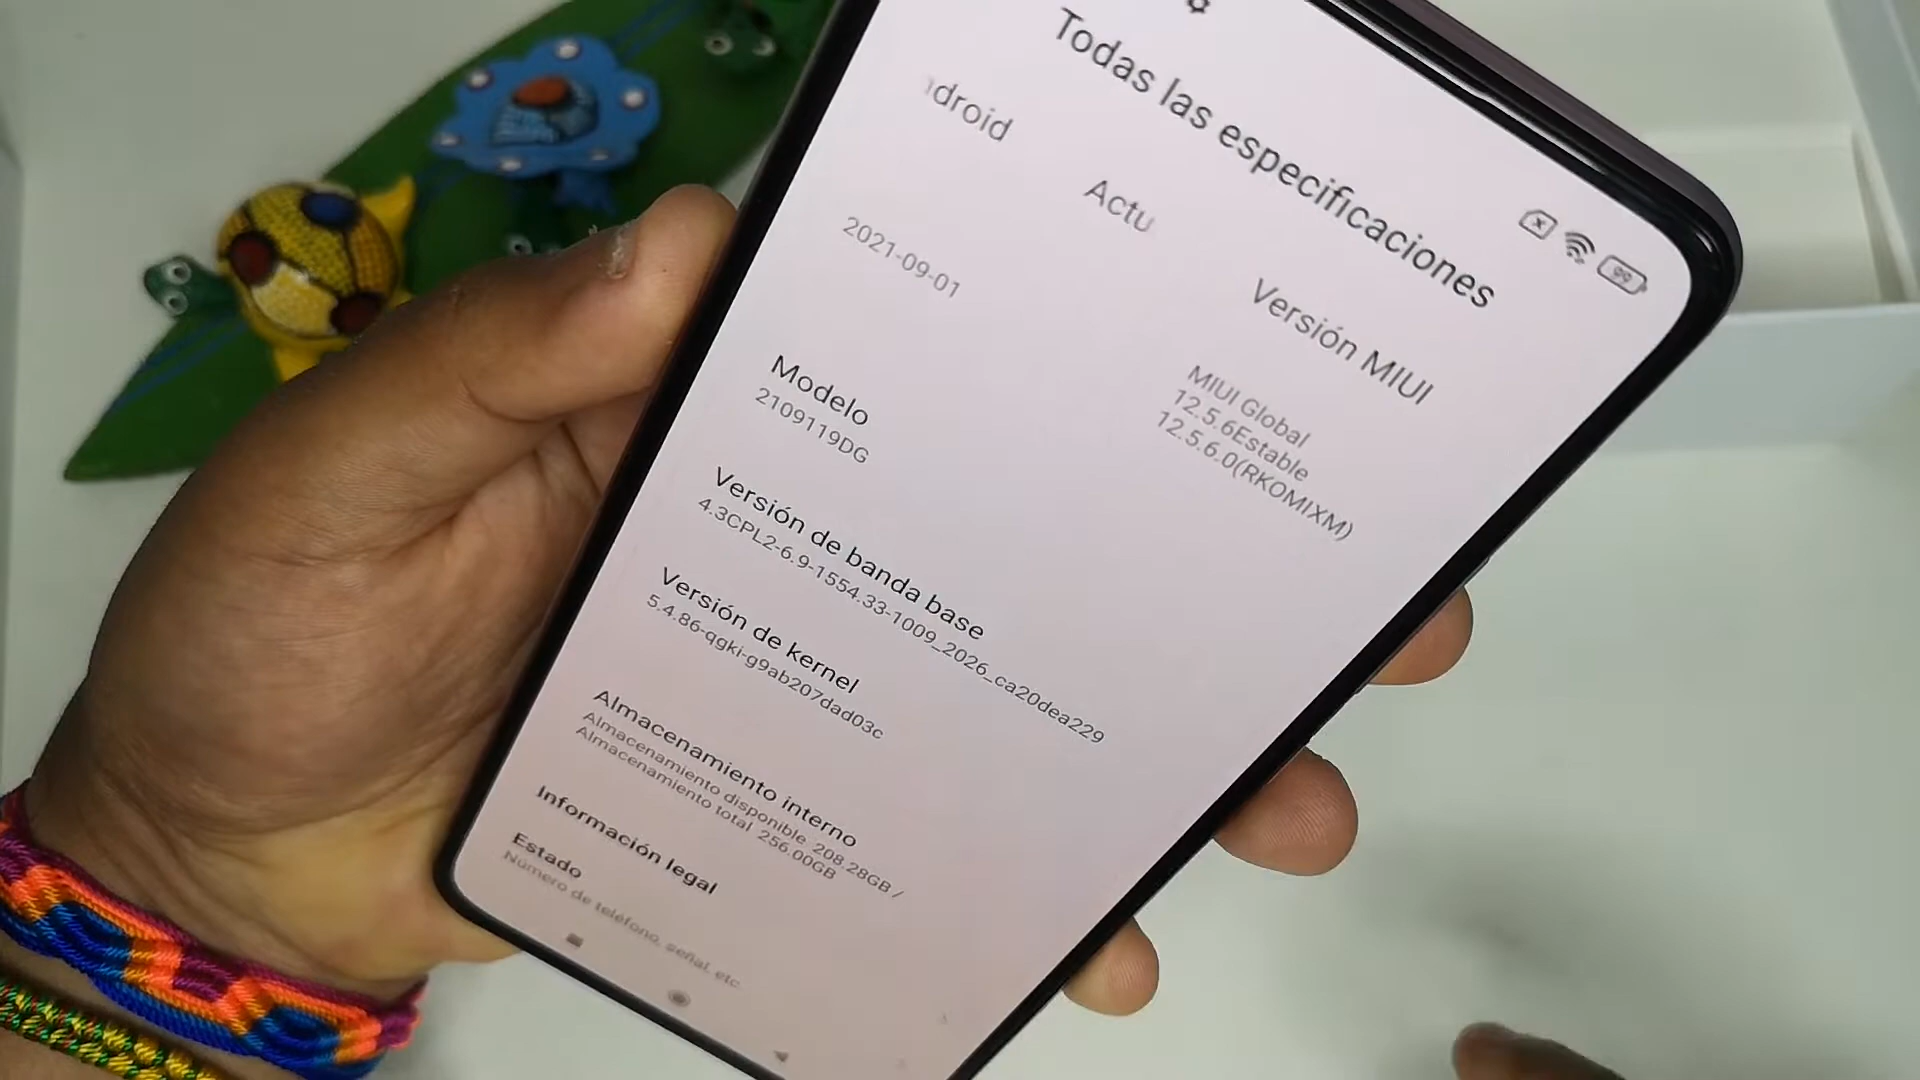 Todas las especificaciones
99
droid
Actu
Versión MIUI
2021-09-01
MIUI Global
12.5.6Estable
12.5.6.0(RKOMIXM)
Modelo
2109119DG
Versión de banda base
4.3CPL2-6.9-1554.33-1009_2026_ca20dea229
Versión de kernel
5.4.86-qgki-g9ab207dad03c
Almacenamiento interno
Almacenamiento disponible 208.28GB /
Almacenamiento total 256.00GB
Información legal
Estado
Número de teléfono, señal, etc.